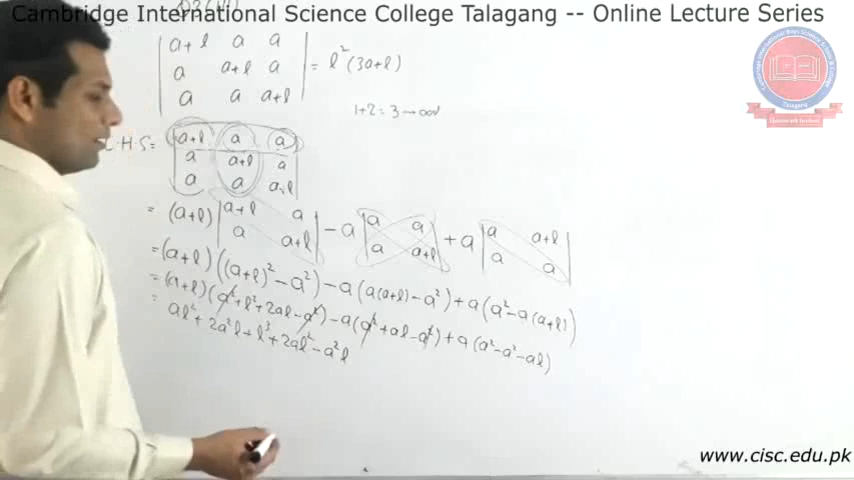 Cambridge International Science College Talagang -- Online Lecture Series
| a+l a a |
| a a+l a | = l²(3a+l)
| a a a+l |
1+2=3→odd
L.H.S= | a+l a a |
| a a+l a |
| a a a+l |
= (a+l) | a+l a | - a | a a | + a | a a+l |
| a a+l | | a a+l | | a a |
= (a+l)((a+l)² - a²) - a(a(a+l) - a²) + a(a² - a(a+l))
= (a+l)(a² + l² + 2al - a²) - a(a² + al - a²) + a(a² - a² - al)
= al² + 2a²l + l³ + 2al² - a²l
Talagang
www.cisc.edu.pk